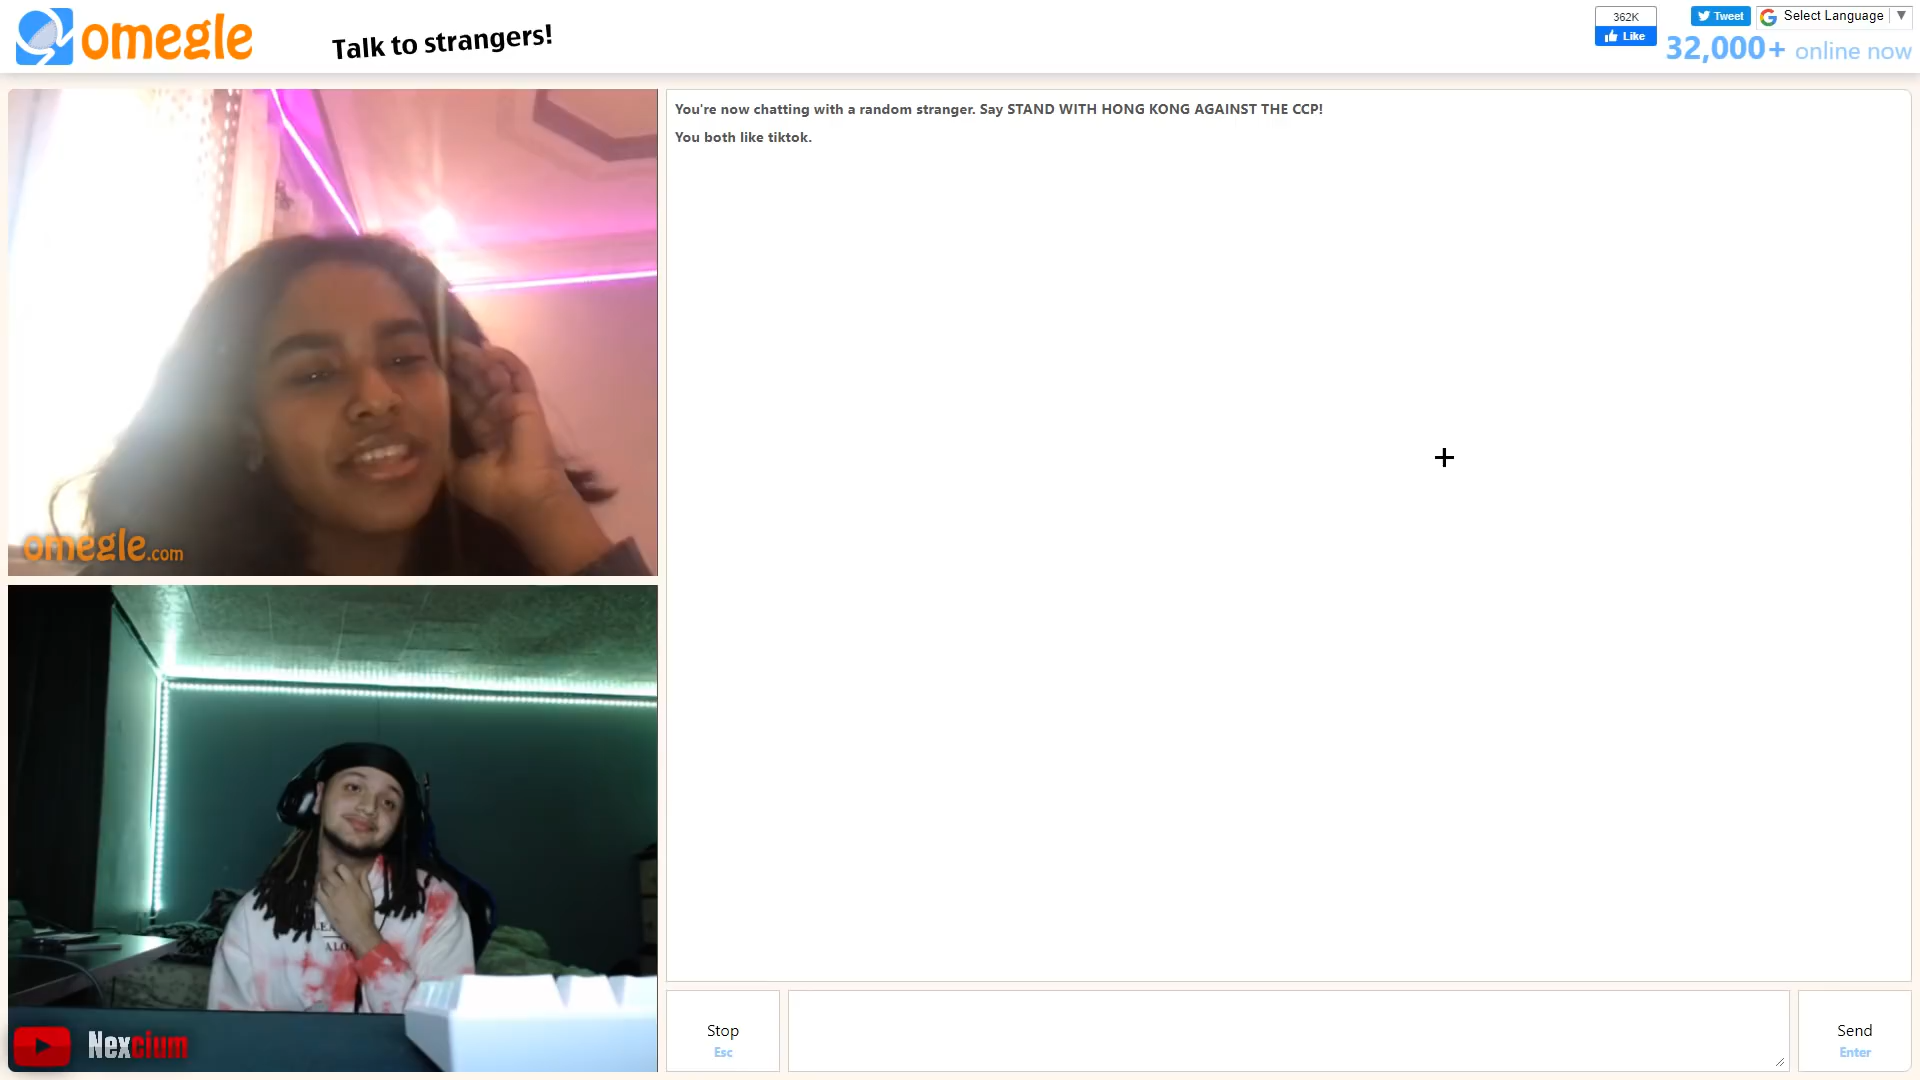 omegle
Talk to strangers!
362K
Like
Tweet
Select Language
32,000+ online now
You're now chatting with a random stranger. Say STAND WITH HONG KONG AGAINST THE CCP!
You both like tiktok.
omegle.com
ALO
Nexcium
Stop
Esc
Send
Enter